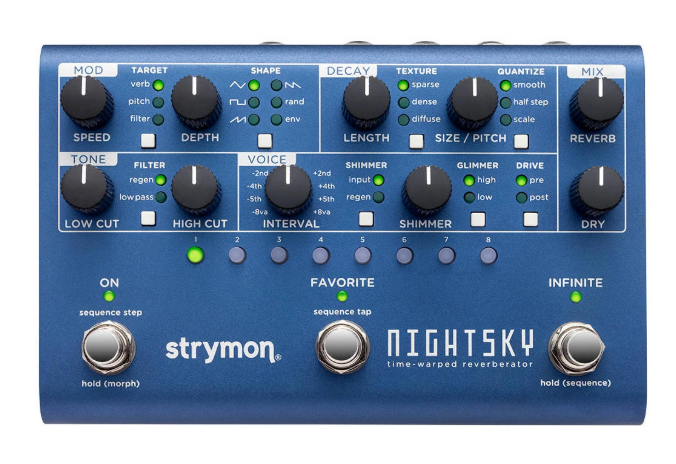 MOD
TARGET
verb
pitch
filter
SPEED
SHAPE
rand
env
DEPTH
DECAY
TEXTURE
sparse
dense
diffuse
LENGTH
QUANTIZE
smooth
half step
scale
SIZE / PITCH
MIX
REVERB
TONE
FILTER
regen
lowpass
LOW CUT
HIGH CUT
VOICE
-2nd +2nd
-4th +4th
-5th +5th
-8va +8va
INTERVAL
SHIMMER
input
regen
SHIMMER
GLIMMER
high
low
DRIVE
pre
post
DRY
1 2 3 4 5 6 7 8
ON
sequence step
hold (morph)
strymon®
FAVORITE
sequence tap
NIGHTSKY
time-warped reverberator
INFINITE
hold (sequence)